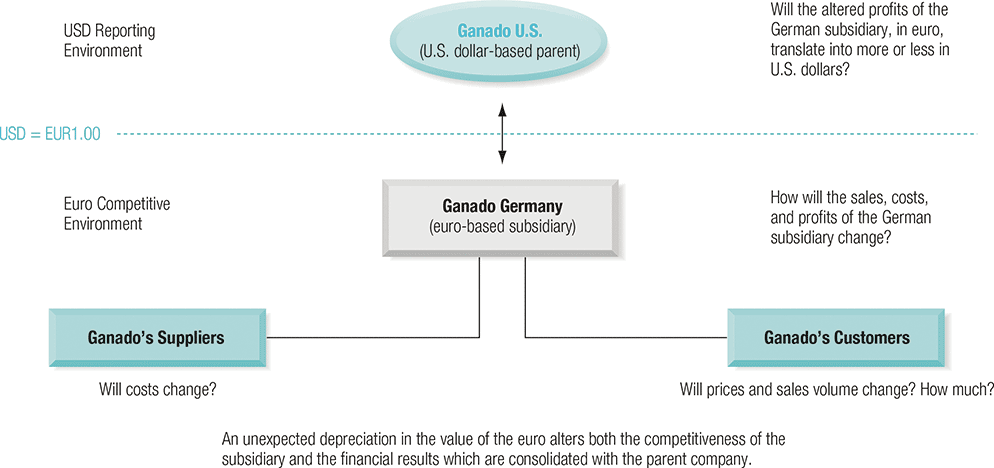 USD Reporting
Environment
Ganado U.S.
(U.S. dollar-based parent)
Will the altered profits of the
German subsidiary, in euro,
translate into more or less in
U.S. dollars?
USD = EUR1.00
Euro Competitive
Environment
Ganado Germany
(euro-based subsidiary)
How will the sales, costs,
and profits of the German
subsidiary change?
Ganado's Suppliers
Ganado's Customers
Will costs change?
Will prices and sales volume change? How much?
An unexpected depreciation in the value of the euro alters both the competitiveness of the
subsidiary and the financial results which are consolidated with the parent company.